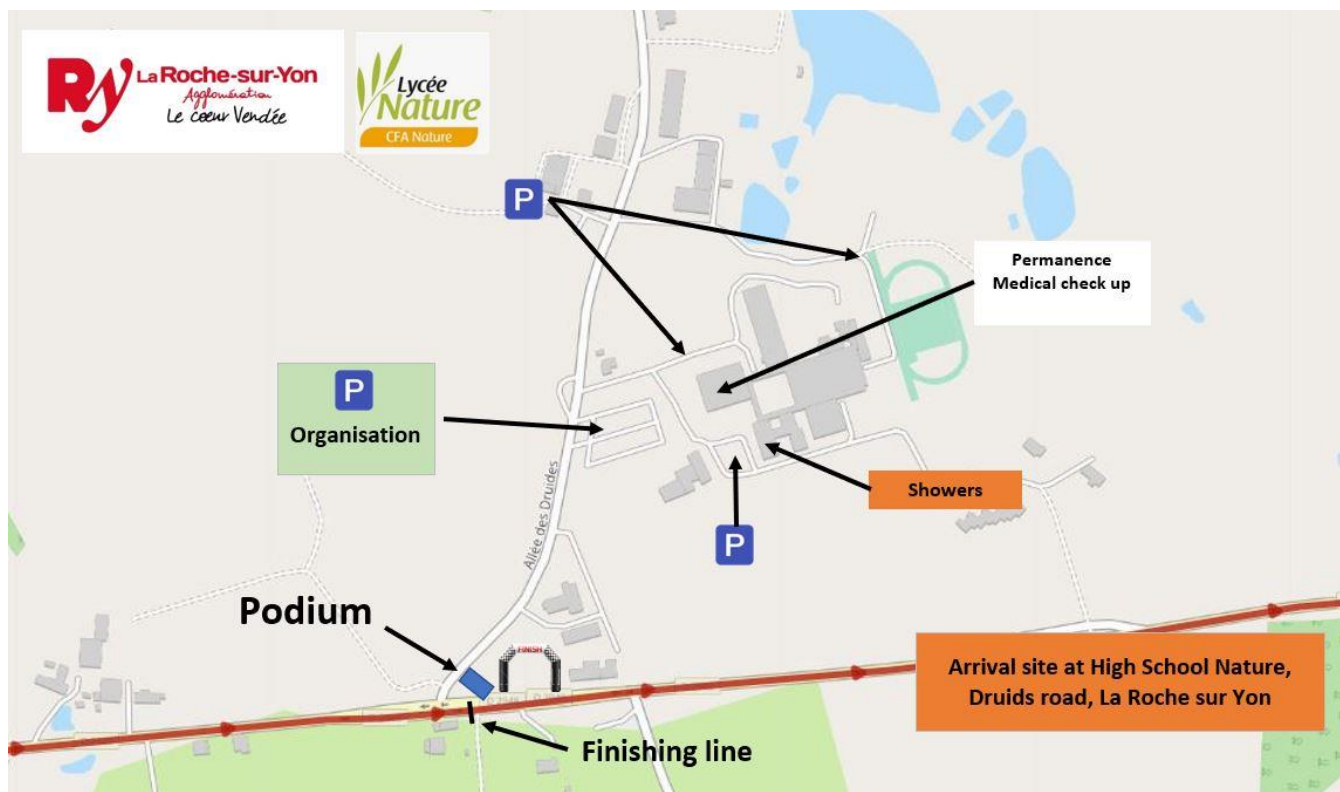 Ry La Roche-sur-Yon
Agglomération
Le cœur Vendée
Lycée
Nature
CFA Nature
P
Permanence
Medical check up
P
Organisation
Showers
P
Allée des Druides
Podium
FINISH
Arrival site at High School Nature,
Druids road, La Roche sur Yon
Finishing line